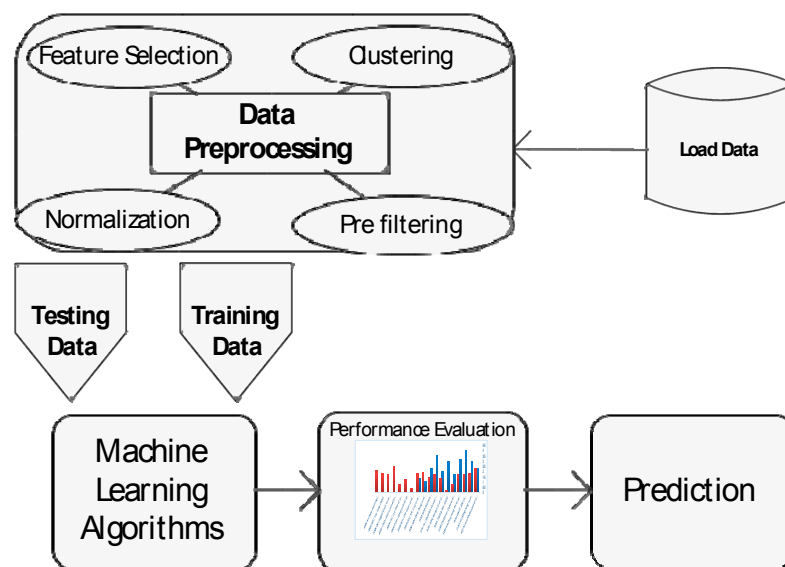 Feature Selection
Clustering
Data
Preprocessing
Load Data
Normalization
Pre filtering
Testing
Data
Training
Data
Machine
Learning
Algorithms
Performance Evaluation
Prediction